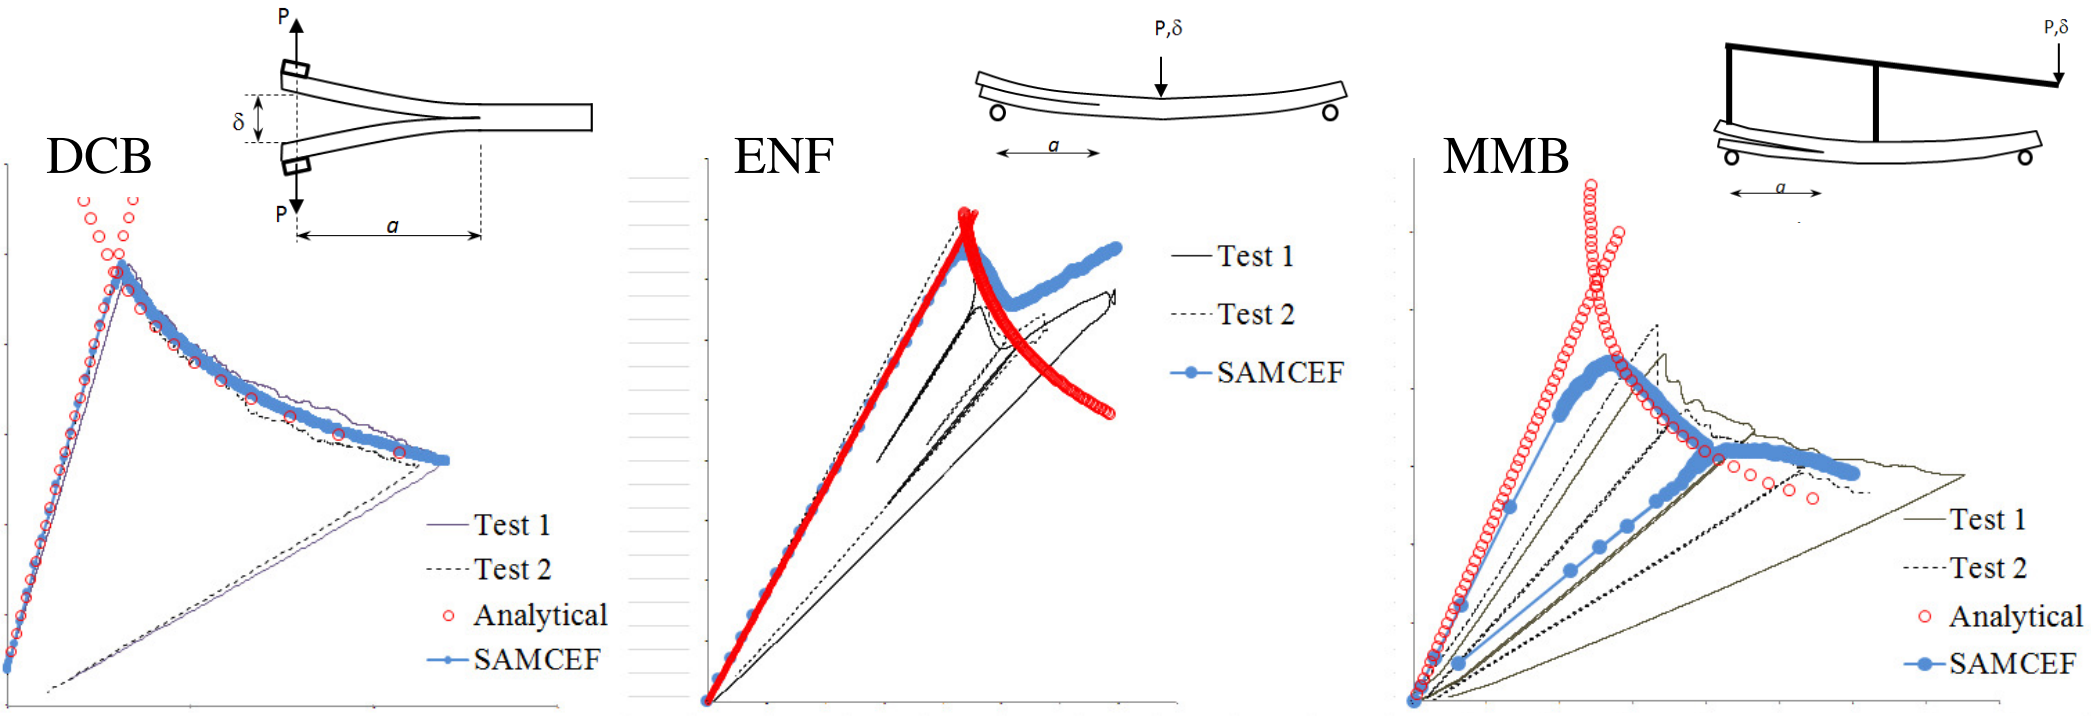 P
δ
P
a
DCB
Test 1
Test 2
Analytical
SAMCEF
P,δ
a
ENF
Test 1
Test 2
SAMCEF
P,δ
a
MMB
Test 1
Test 2
Analytical
SAMCEF